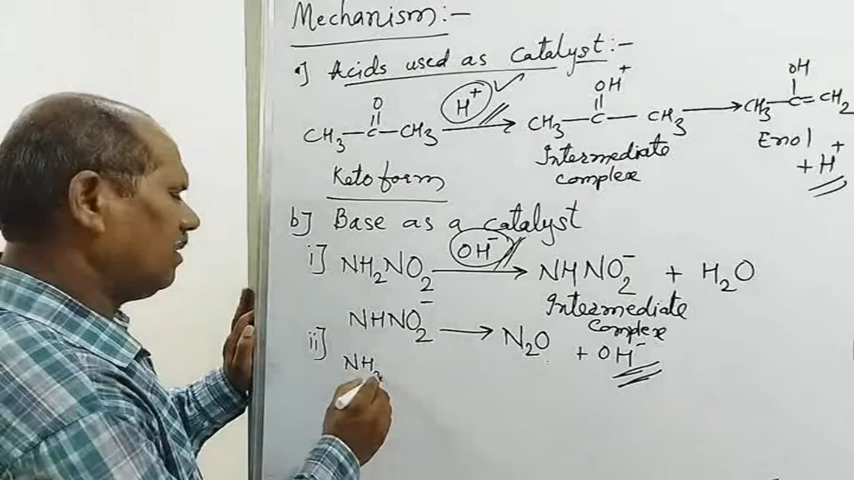 Mechanism:-
a] Acids used as catalyst:-
CH₃-C(=O)-CH₃ —H⁺→ CH₃-C(=OH⁺)-CH₃ → CH₃-C(OH)=CH₂
Keto form Intermediate complex Enol + H⁺
b] Base as a catalyst
i] NH₂NO₂ —OH⁻→ NHNO₂⁻ + H₂O
Intermediate complex
NHNO₂⁻ → N₂O + OH⁻
ii]
NH₂